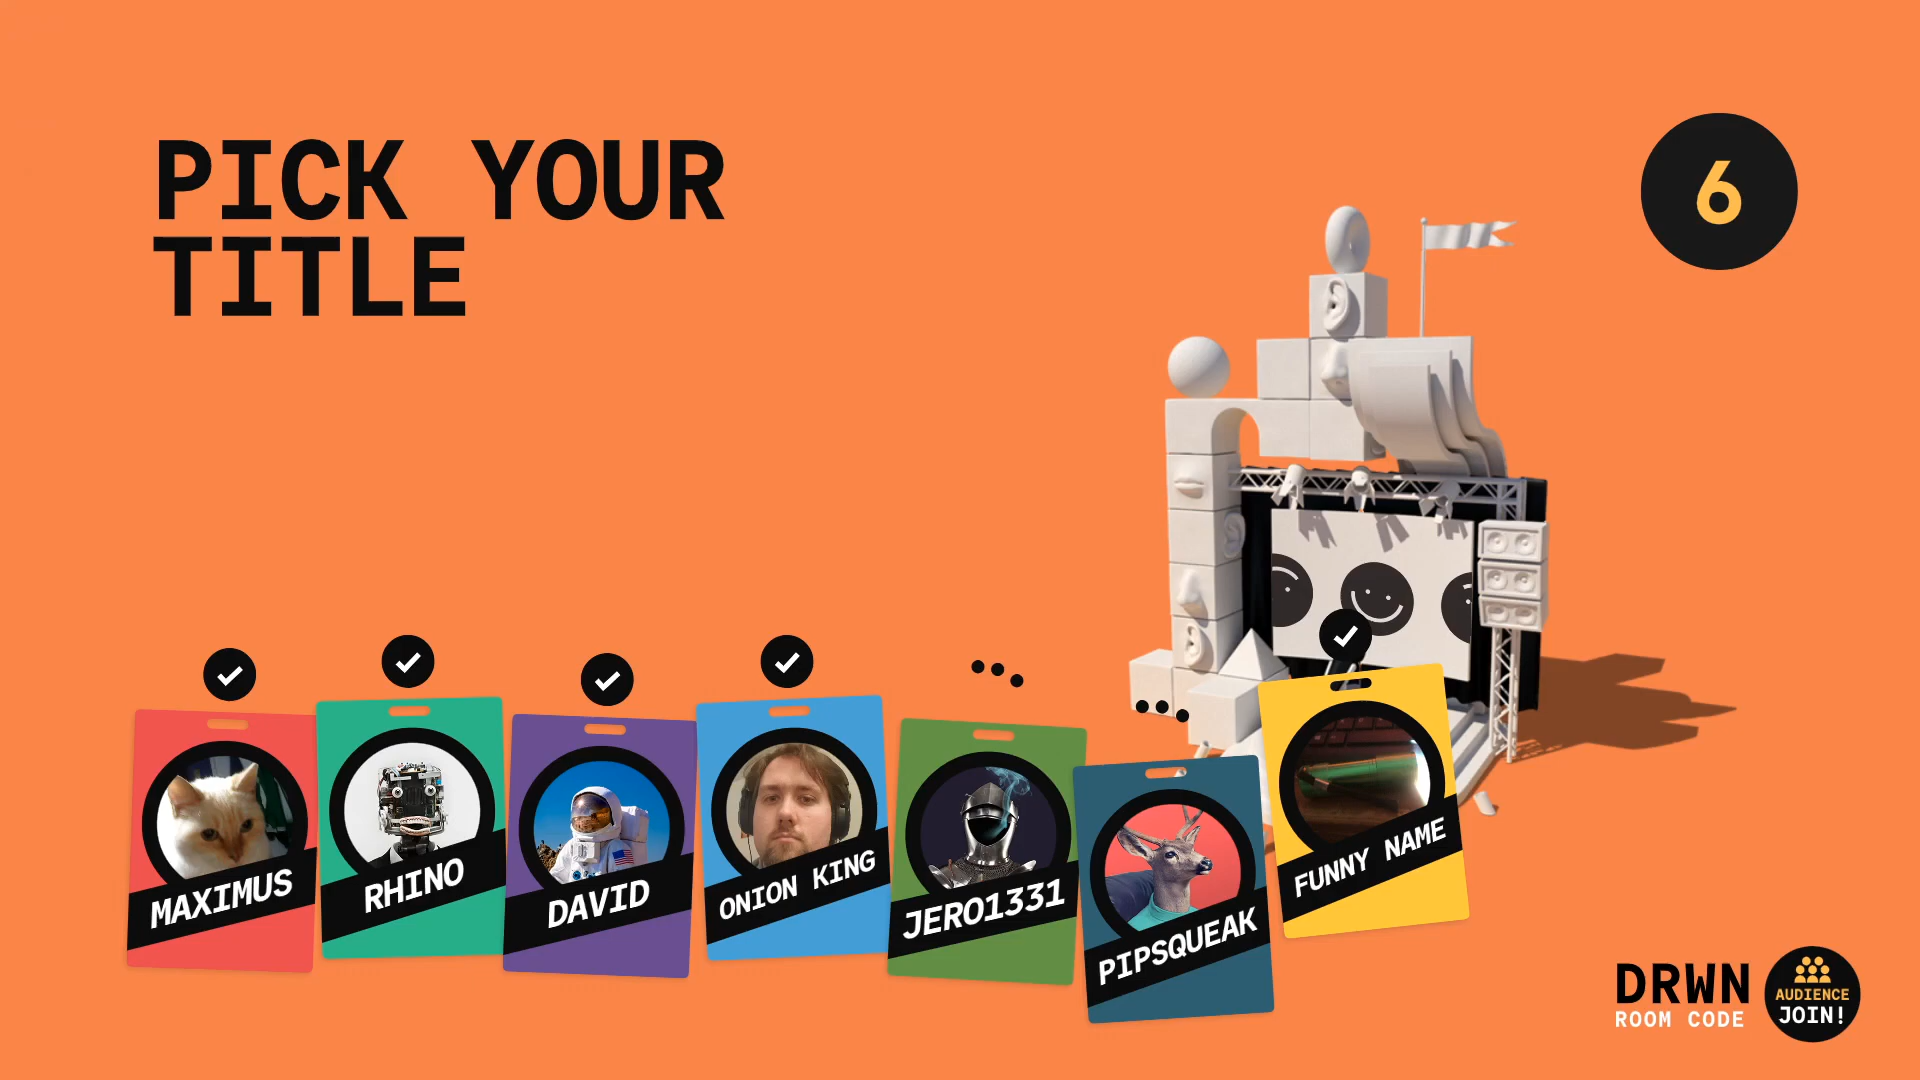 PICK YOUR
TITLE
6
MAXIMUS
RHINO
DAVID
ONION KING
JERO1331
PIPSQUEAK
FUNNY NAME
DRWN
ROOM CODE
AUDIENCE
JOIN!